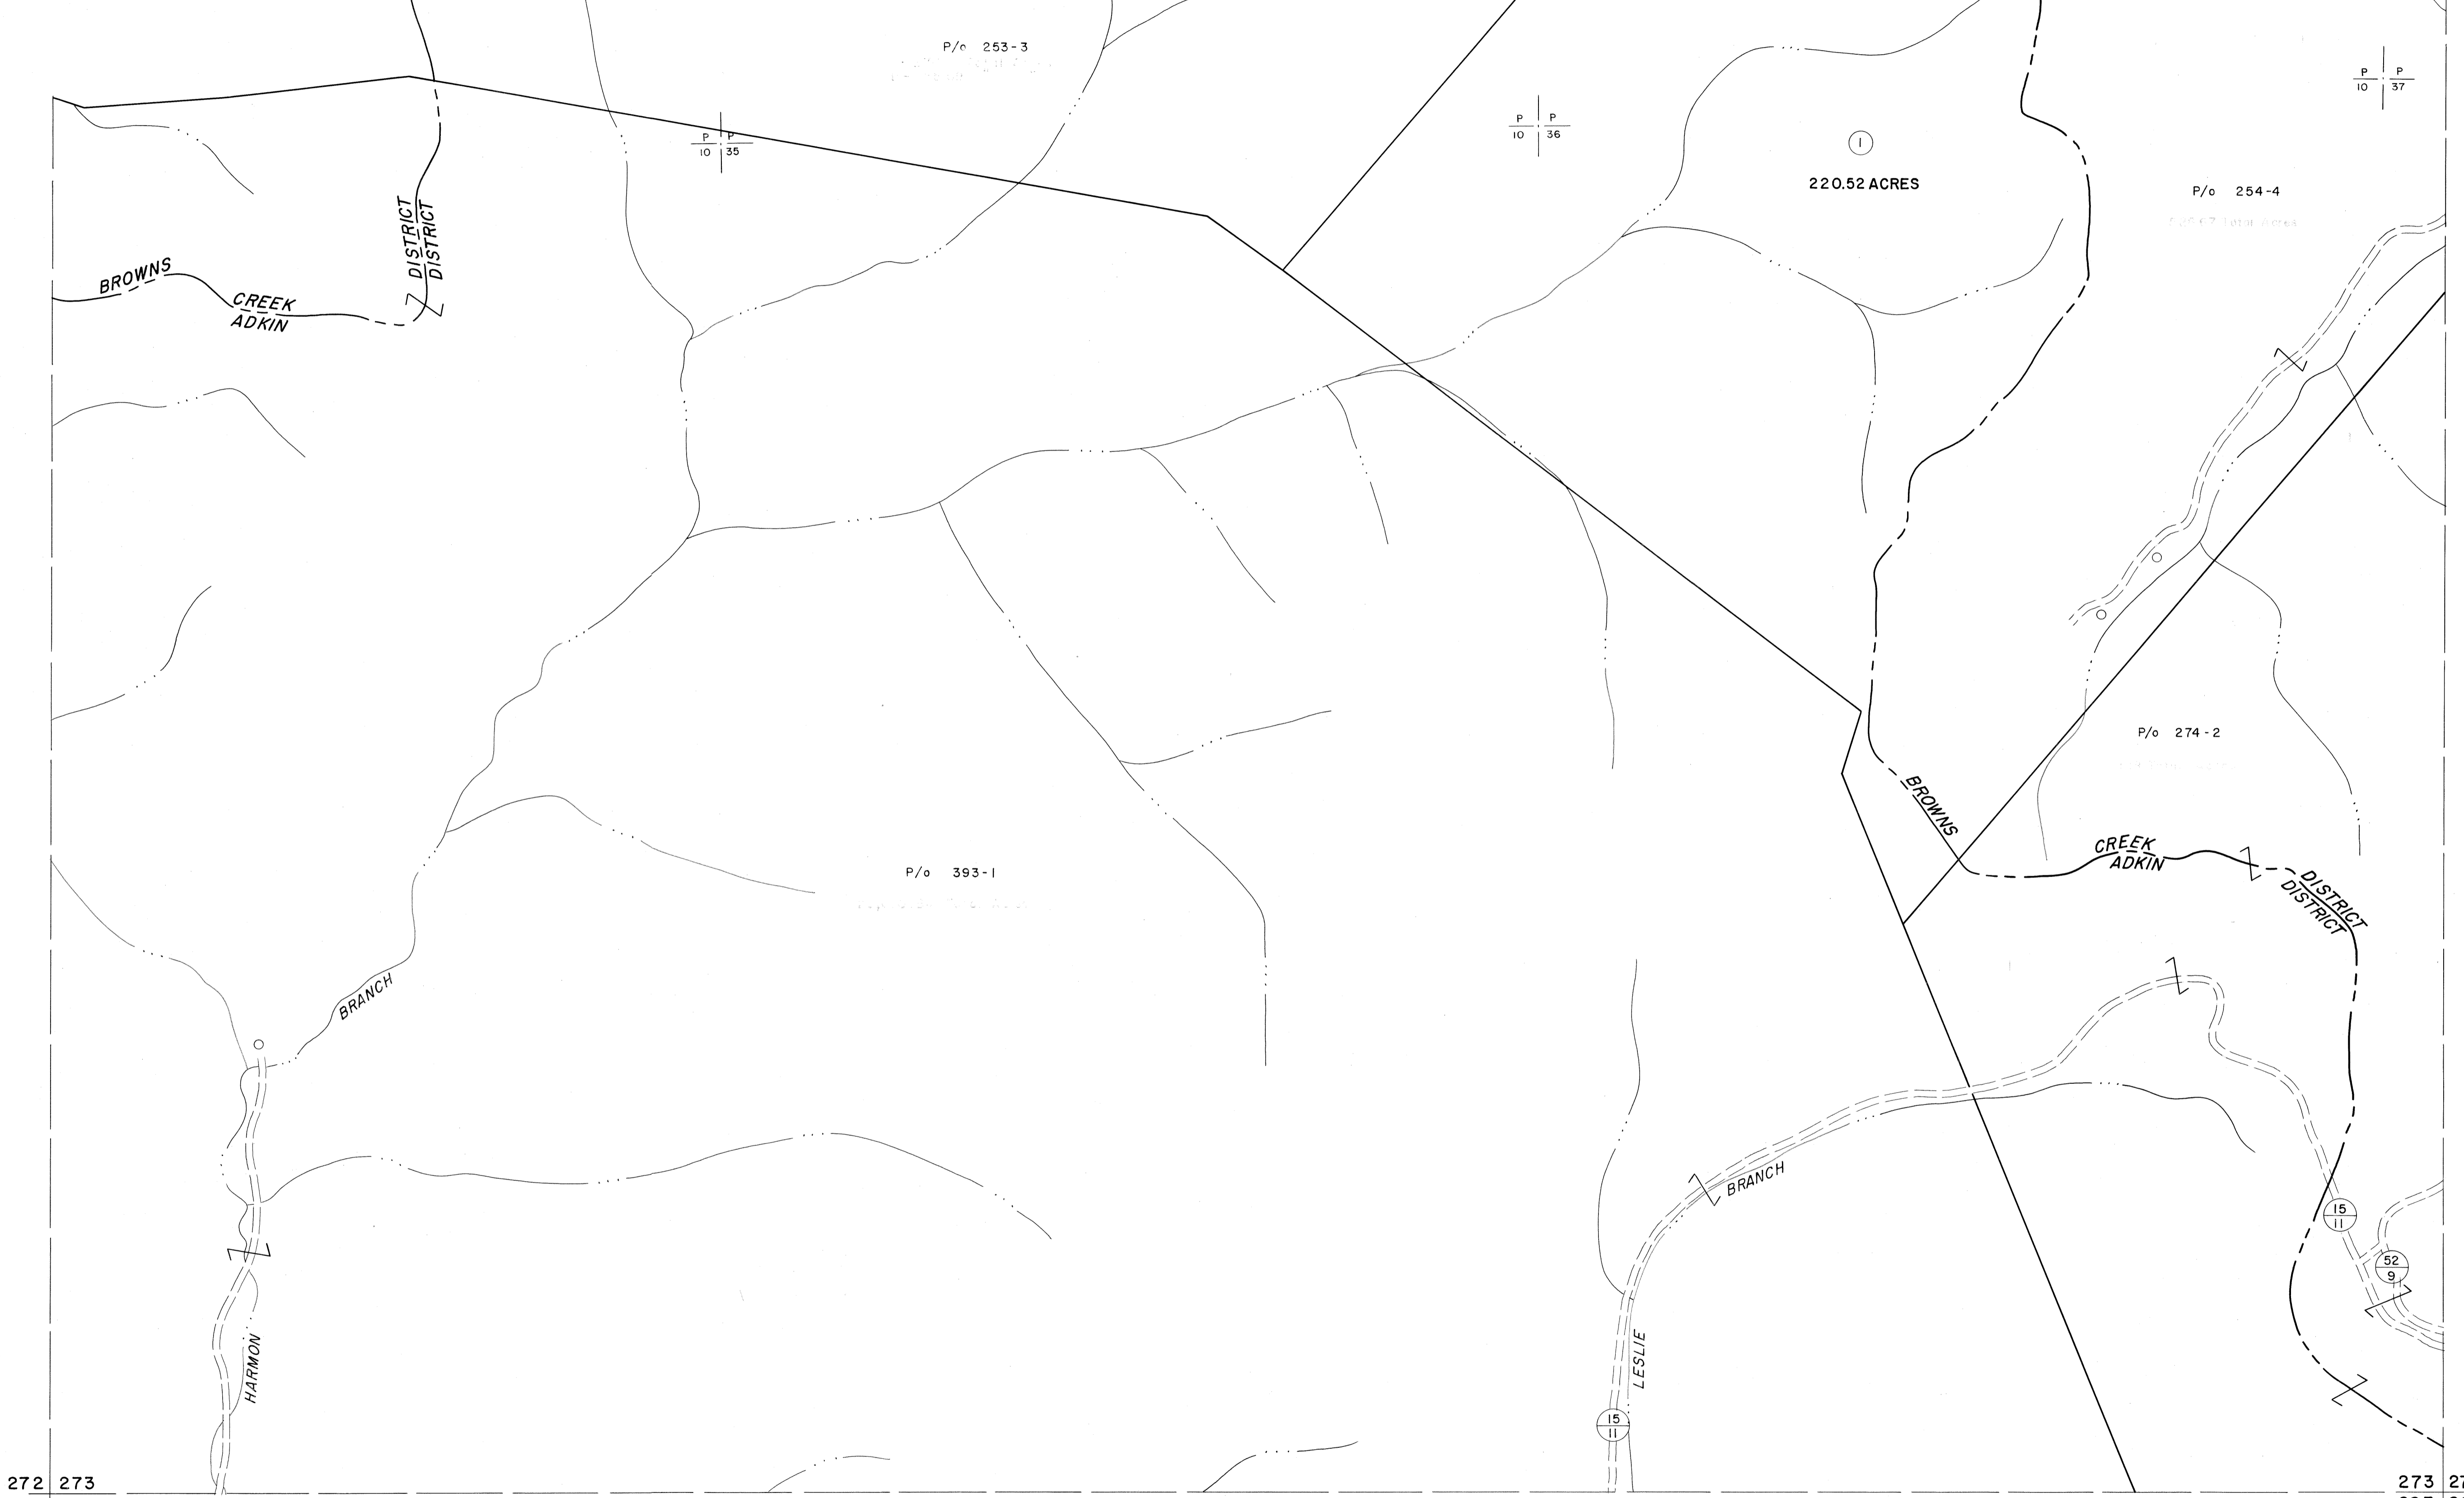 P/o 253-3
P P
10 37
P P
10 36
P P
10 35
1
220.52 ACRES
P/o 254-4
DISTRICT
DISTRICT
BROWNS
CREEK
ADKIN
P/o 274-2
BROWNS
CREEK
ADKIN
DISTRICT
DISTRICT
P/o 393-1
BRANCH
BRANCH
15
11
52
9
HARMON
LESLIE
15
11
272 273
273